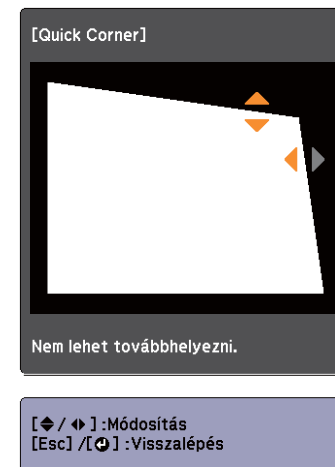 [Quick Corner]
Nem lehet továbbhelyezni.
[ / ] :Módosítás
[Esc] /[ ] :Visszalépés